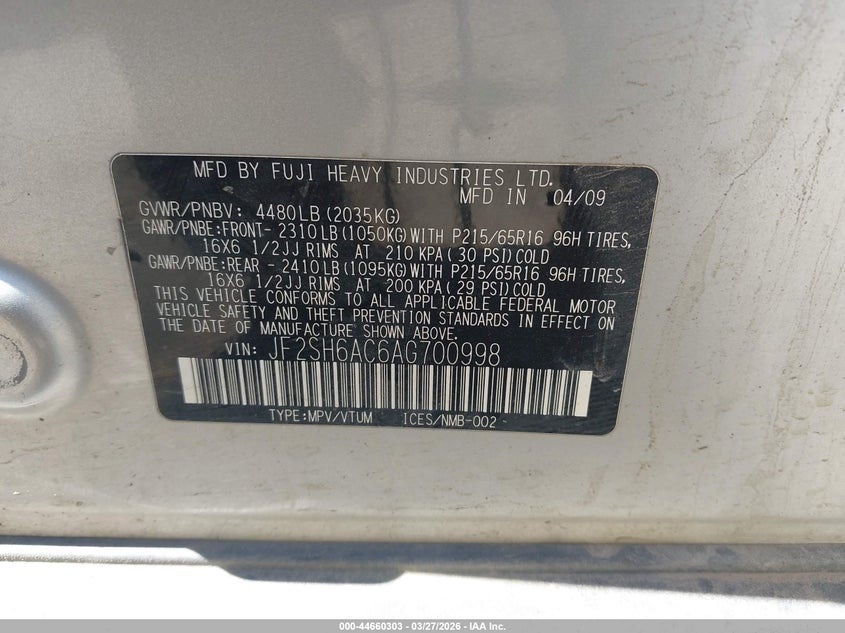 MFD BY FUJI HEAVY INDUSTRIES LTD.
MFD IN 04/09
GVWR/PNBV: 4480LB(2035KG)
GAWR/PNBE:FRONT- 2310LB(1050KG)WITH P215/65R16 96H TIRES,
16X6 1/2JJ RIMS AT 210 KPA(30 PSI)COLD
GAWR/PNBE:REAR - 2410LB(1095KG)WITH P215/65R16 96H TIRES,
16X6 1/2JJ RIMS AT 200 KPA(29 PSI)COLD
THIS VEHICLE CONFORMS TO ALL APPLICABLE FEDERAL MOTOR
VEHICLE SAFETY AND THEFT PREVENTION STANDARDS IN EFFECT ON
THE DATE OF MANUFACTURE SHOWN ABOVE.
VIN: JF2SH6AC6AG700998
TYPE:MPV/VTUM ICES/NMB-002
000-44660303 - 03/27/2026 - IAA Inc.